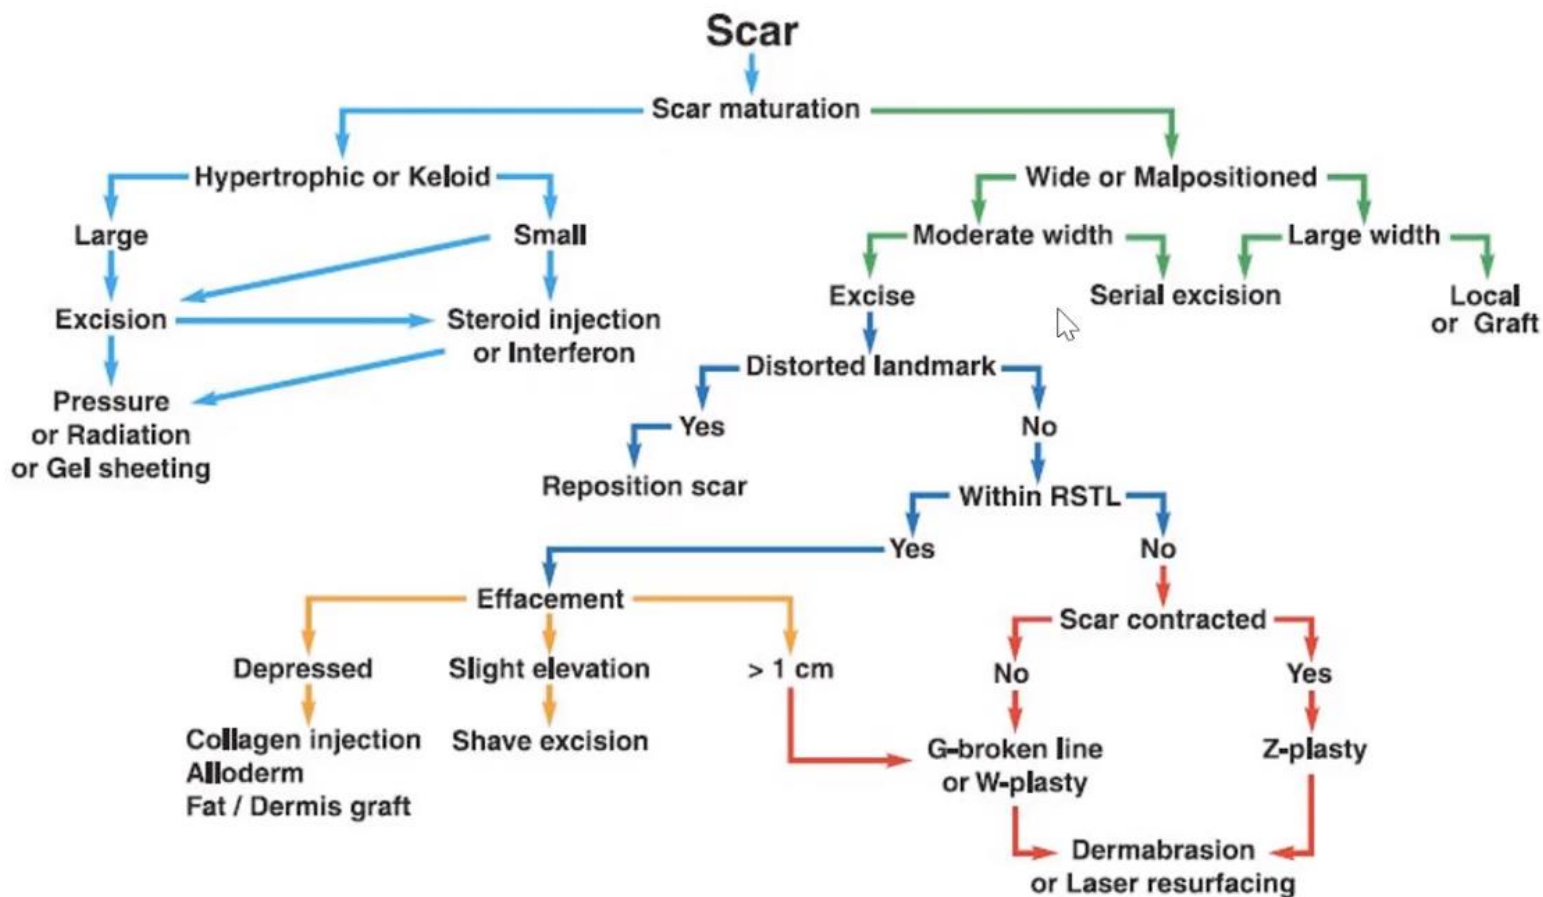 Scar
Scar maturation
Hypertrophic or Keloid
Wide or Malpositioned
Large
Small
Moderate width
Large width
Excise
Serial excision
Local
or Graft
Excision
Steroid injection
or Interferon
Distorted landmark
Pressure
or Radiation
or Gel sheeting
Yes
No
Reposition scar
Within RSTL
Yes
No
Effacement
Scar contracted
Depressed
Slight elevation
> 1 cm
No
Yes
Collagen injection
Alloderm
Fat / Dermis graft
Shave excision
G-broken line
or W-plasty
Z-plasty
Dermabrasion
or Laser resurfacing